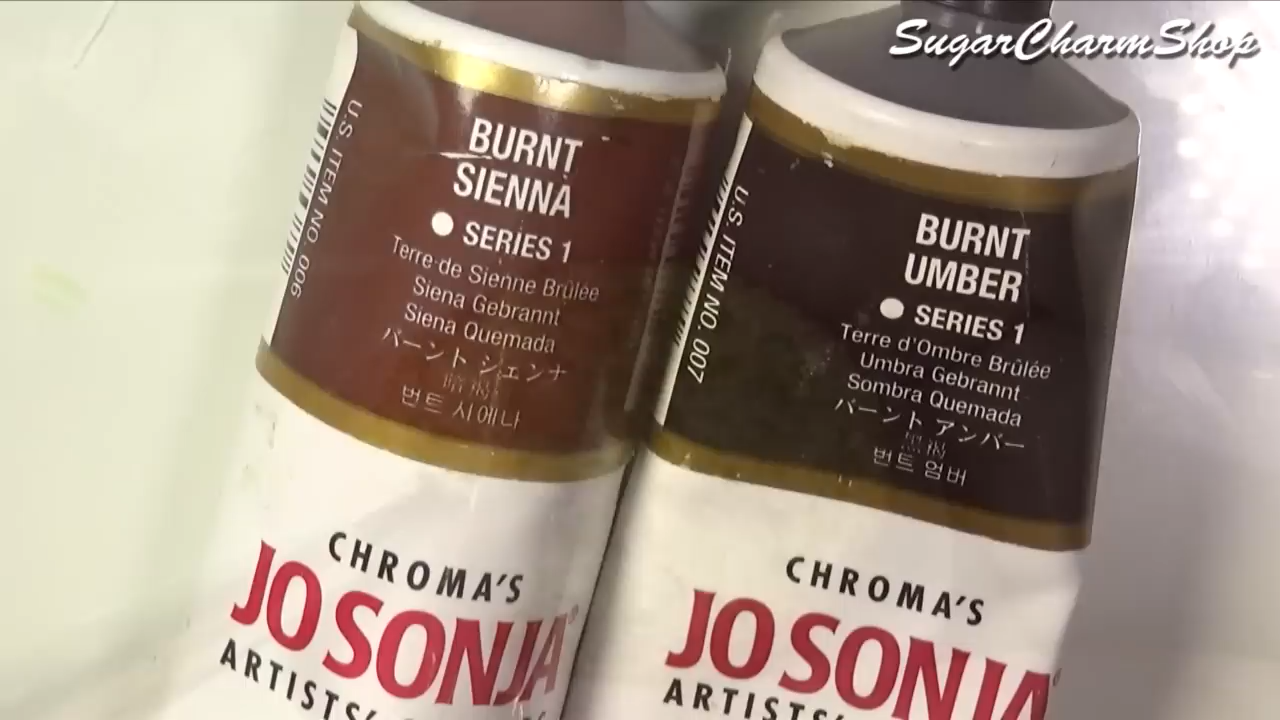 SugarCharmShop
U.S. ITEM NO. 006
BURNT
SIENNA
SERIES 1
Terre de Sienne Brûlée
Siena Gebrannt
Siena Quemada
バーント シェンナ
번트 시에나
CHROMA'S
JO SONJA®
ARTISTS'
U.S. ITEM NO. 007
BURNT
UMBER
SERIES 1
Terre d'Ombre Brûlée
Umbra Gebrannt
Sombra Quemada
バーント アンバー
번트 엄버
CHROMA'S
JO SONJA®
ARTISTS'